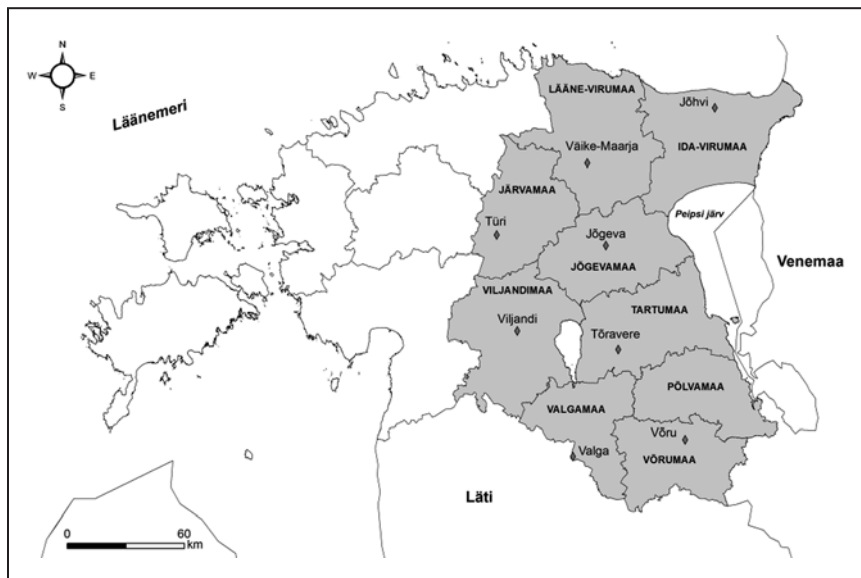 N
W E
S
Läänemeri
LÄÄNE-VIRUMAA
Jõhvi
Väike-Maarja
IDA-VIRUMAA
JÄRVAMAA
Peipsi järv
Türi
Jõgeva
JÕGEVAMAA
Venemaa
VILJANDIMAA
TARTUMAA
Viljandi
Tõravere
PÕLVAMAA
VALGAMAA
Võru
Valga
VÕRUMAA
Läti
0 60
km